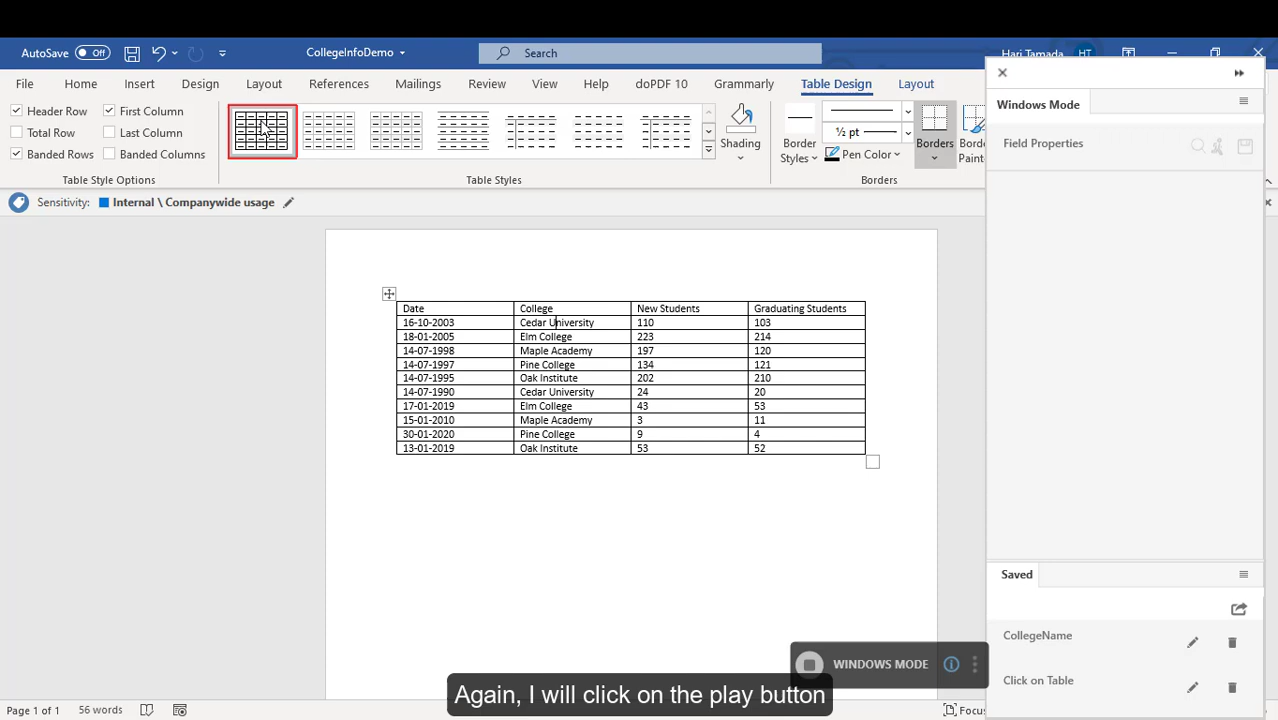 AutoSave Off CollegeInfoDemo Search Hari Tamada HT
File Home Insert Design Layout References Mailings Review View Help doPDF 10 Grammarly Table Design Layout
Header Row First Column
Total Row Last Column
Banded Rows Banded Columns
Table Style Options
Table Styles
Shading
Border Styles
½ pt
Pen Color
Borders
Border
Borders
Sensitivity: Internal \ Companywide usage
Date College New Students Graduating Students
16-10-2003 Cedar University 110 103
18-01-2005 Elm College 223 214
14-07-1998 Maple Academy 197 120
14-07-1997 Pine College 134 121
14-07-1995 Oak Institute 202 210
14-07-1990 Cedar University 24 20
17-01-2019 Elm College 43 53
15-01-2010 Maple Academy 3 11
30-01-2020 Pine College 9 4
13-01-2019 Oak Institute 53 52
Windows Mode
Field Properties
Saved
CollegeName
Click on Table
WINDOWS MODE
Again, I will click on the play button
Page 1 of 1 56 words Focus